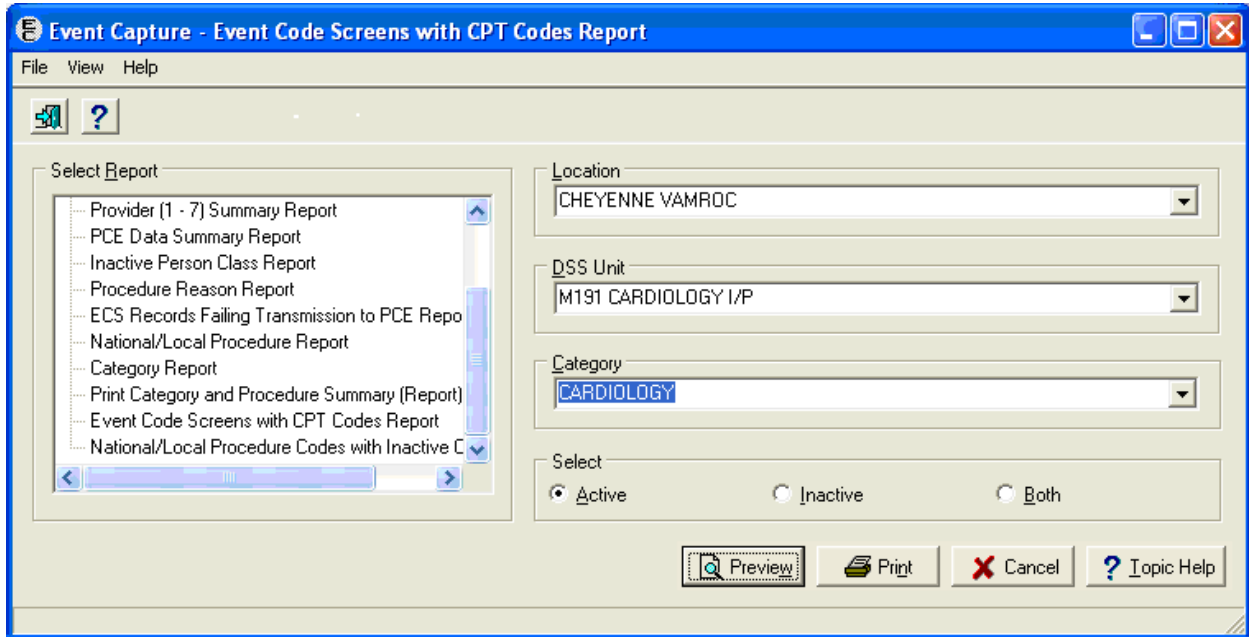 Event Capture - Event Code Screens with CPT Codes Report
File View Help
Select Report
Provider (1 - 7) Summary Report
PCE Data Summary Report
Inactive Person Class Report
Procedure Reason Report
ECS Records Failing Transmission to PCE Repo
National/Local Procedure Report
Category Report
Print Category and Procedure Summary (Report)
Event Code Screens with CPT Codes Report
National/Local Procedure Codes with Inactive C
Location
CHEYENNE VAMROC
DSS Unit
M191 CARDIOLOGY I/P
Category
CARDIOLOGY
Select
Active Inactive Both
Preview Print Cancel ? Topic Help